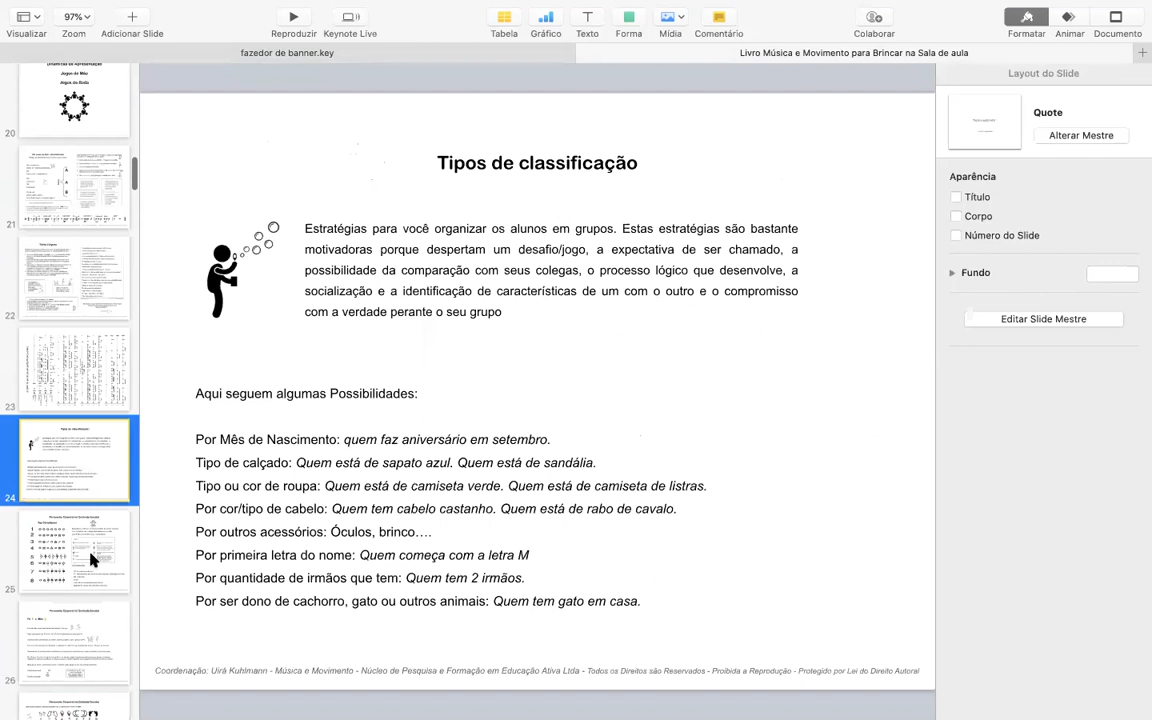 97%
Visualizar
Zoom
Adicionar Slide
Reproduzir
Keynote Live
Tabela
Gráfico
Texto
Forma
Mídia
Comentário
Colaborar
Formatar
Animar
Documento
fazedor de banner.key
Livro Música e Movimento para Brincar na Sala de aula
Layout do Slide
Quote
Alterar Mestre
Aparência
Título
Corpo
Número do Slide
Fundo
Editar Slide Mestre
Jogos de Mão
Jogos de Roda
20
21
22
23
24
25
26
Tipos de classificação
Estratégias para você organizar os alunos em grupos. Estas estratégias são bastante
motivadoras porque despertam um desafio/jogo, a expectativa de ser chamado, a
possibilidade da comparação com seus colegas, o processo lógico que desenvolve, a
socialização e a identificação de características de um com o outro e o compromisso
com a verdade perante o seu grupo
Aqui seguem algumas Possibilidades:
Por Mês de Nascimento: quem faz aniversário em setembro.
Tipo de calçado: Quem está de sapato azul. Quem está de sandália.
Tipo ou cor de roupa: Quem está de camiseta verde. Quem está de camiseta de listras.
Por cor/tipo de cabelo: Quem tem cabelo castanho. Quem está de rabo de cavalo.
Por outros acessórios: Óculos, brinco….
Por primeira letra do nome: Quem começa com a letra M
Por quantidade de irmãos que tem: Quem tem 2 irmãos.
Por ser dono de cachorro, gato ou outros animais: Quem tem gato em casa.
Coordenação: Uirá Kuhlmann - Música e Movimento - Núcleo de Pesquisa e Formação em Educação Ativa Ltda - Todos os Direitos são Reservados - Proibida a Reprodução - Protegido por Lei do Direito Autoral